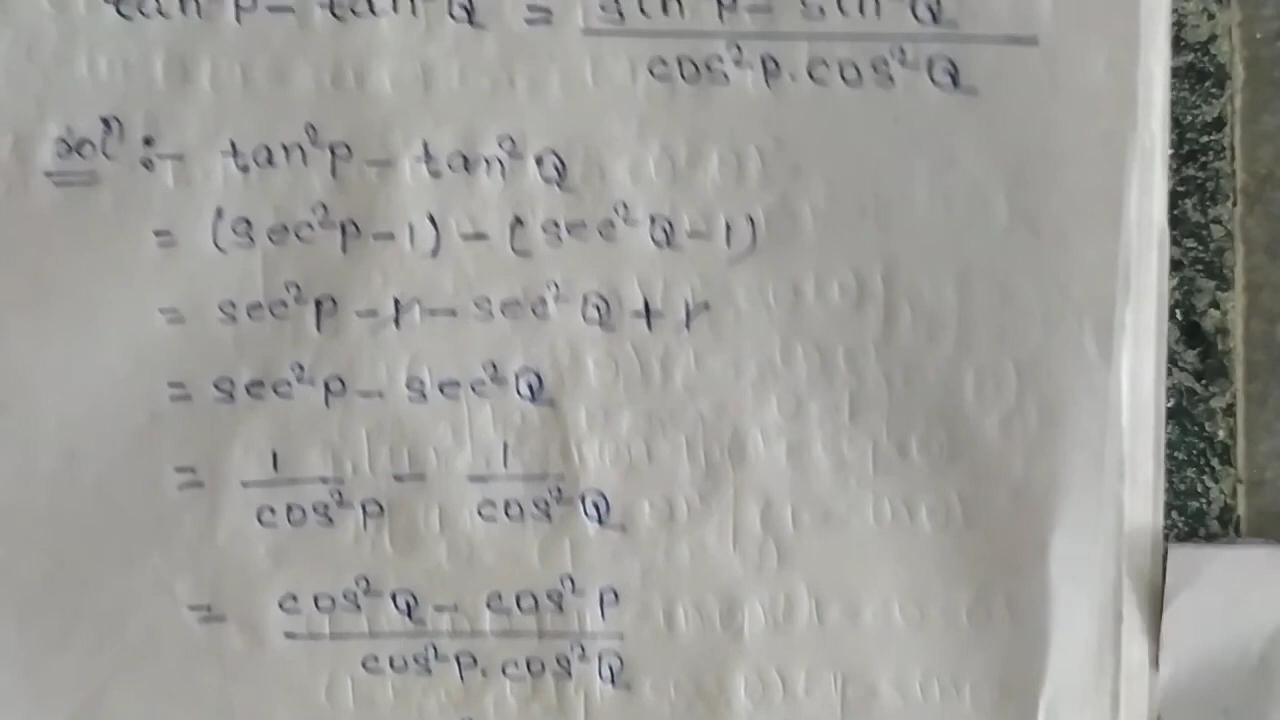 tan²P - tan²Q = sin²P - sin²Q / cos²P.cos²Q
Solⁿ :- tan²P - tan²Q
= (sec²P-1) - (sec²Q-1)
= sec²P - 1 - sec²Q + 1
= sec²P - sec²Q
= 1/cos²P - 1/cos²Q
= cos²Q - cos²P / cos²P.cos²Q